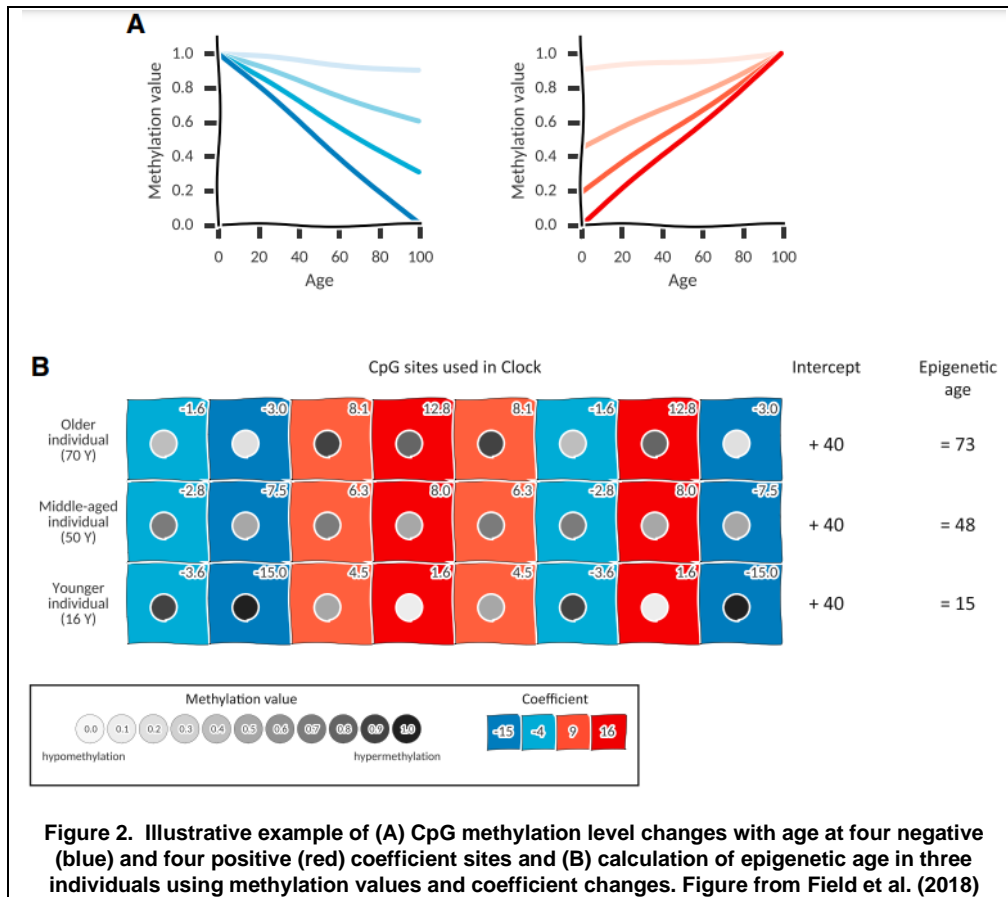 A
Methylation value
1.0
0.8
0.6
0.4
0.2
0.0
0 20 40 60 80 100
Age
Methylation value
1.0
0.8
0.6
0.4
0.2
0.0
0 20 40 60 80 100
Age
B
CpG sites used in Clock
Intercept
Epigenetic
age
Older
individual
(70 Y)
-1.6 -3.0 8.1 12.8 8.1 -1.6 12.8 -3.0
+ 40
= 73
Middle-aged
individual
(50 Y)
-2.8 -7.5 6.3 8.0 6.3 -2.8 8.0 -7.5
+ 40
= 48
Younger
individual
(16 Y)
-3.6 -15.0 4.5 1.6 4.5 -3.6 1.6 -15.0
+ 40
= 15
Methylation value
0.0 0.1 0.2 0.3 0.4 0.5 0.6 0.7 0.8 0.9 1.0
hypomethylation
hypermethylation
Coefficient
-15 -4 9 16
Figure 2. Illustrative example of (A) CpG methylation level changes with age at four negative
(blue) and four positive (red) coefficient sites and (B) calculation of epigenetic age in three
individuals using methylation values and coefficient changes. Figure from Field et al. (2018)